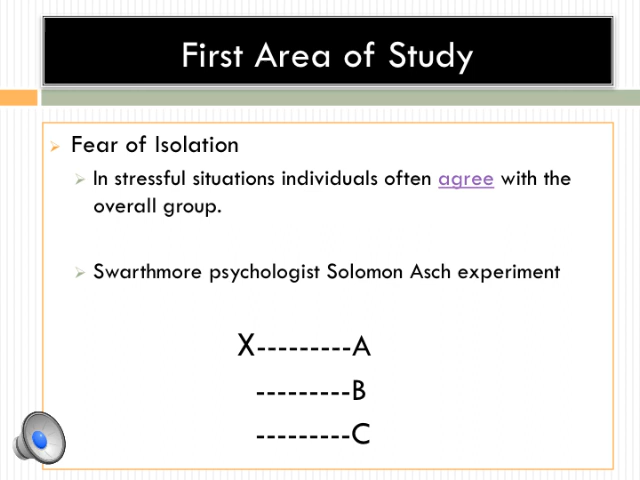 First Area of Study
Fear of Isolation
In stressful situations individuals often agree with the
overall group.
Swarthmore psychologist Solomon Asch experiment
X---------A
---------B
---------C